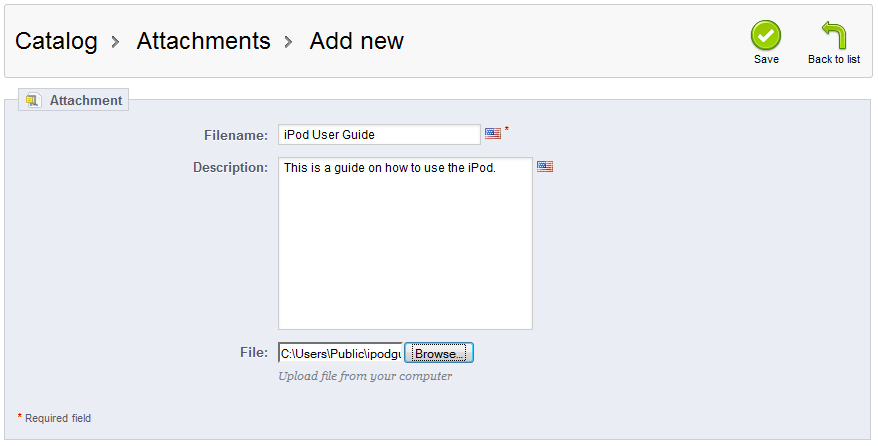 Catalog > Attachments > Add new
Save
Back to list
Attachment
Filename: iPod User Guide *
Description: This is a guide on how to use the iPod.
File: C:\Users\Public\ipodgu Browse...
Upload file from your computer
* Required field